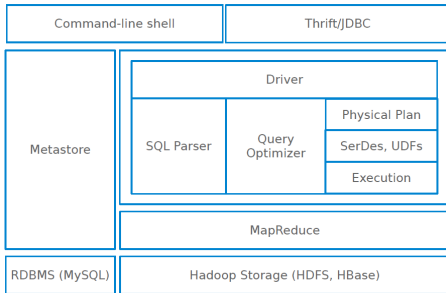 Command-line shell
Thrift/JDBC
Metastore
Driver
SQL Parser
Query
Optimizer
Physical Plan
SerDes, UDFs
Execution
MapReduce
RDBMS (MySQL)
Hadoop Storage (HDFS, HBase)